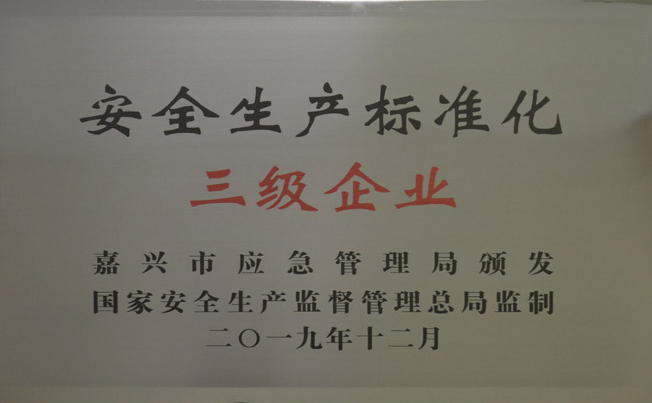 安全生产标准化
三级企业
嘉兴市应急管理局颁发
国家安全生产监督管理总局监制
二〇一九年十二月